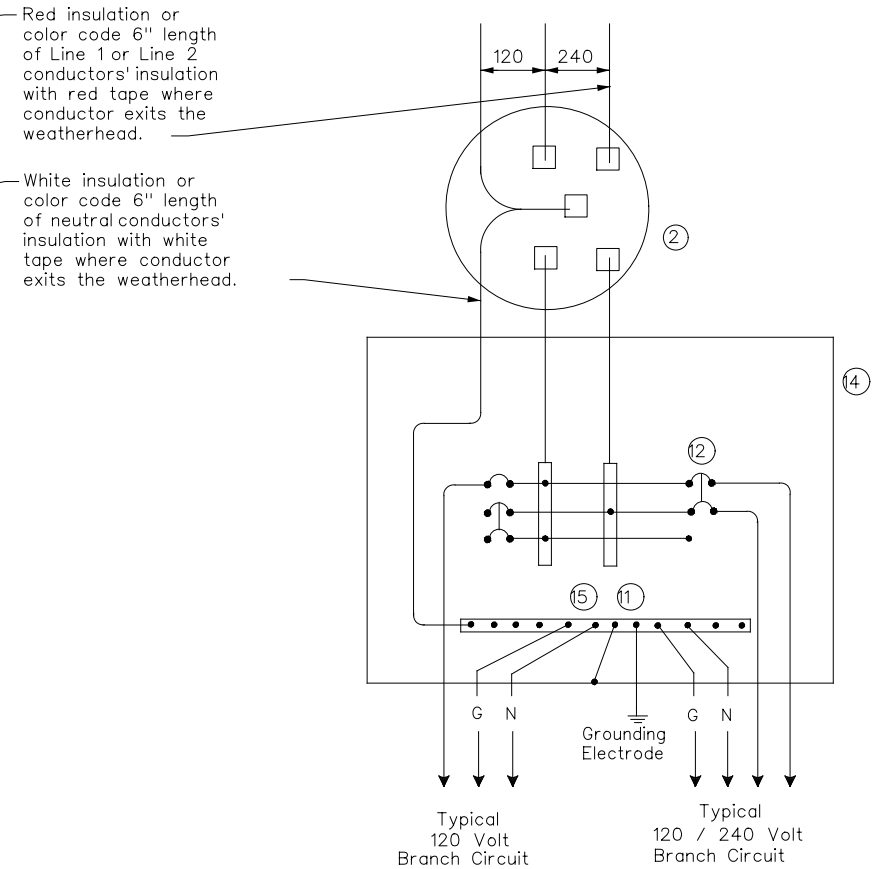 Red insulation or
color code 6" length
of Line 1 or Line 2
conductors' insulation
with red tape where
conductor exits the
weatherhead.
120
240
White insulation or
color code 6" length
of neutral conductors'
insulation with white
tape where conductor
exits the weatherhead.
2
14
12
15
11
G
N
Grounding
Electrode
G
N
Typical
120 Volt
Branch Circuit
Typical
120 / 240 Volt
Branch Circuit